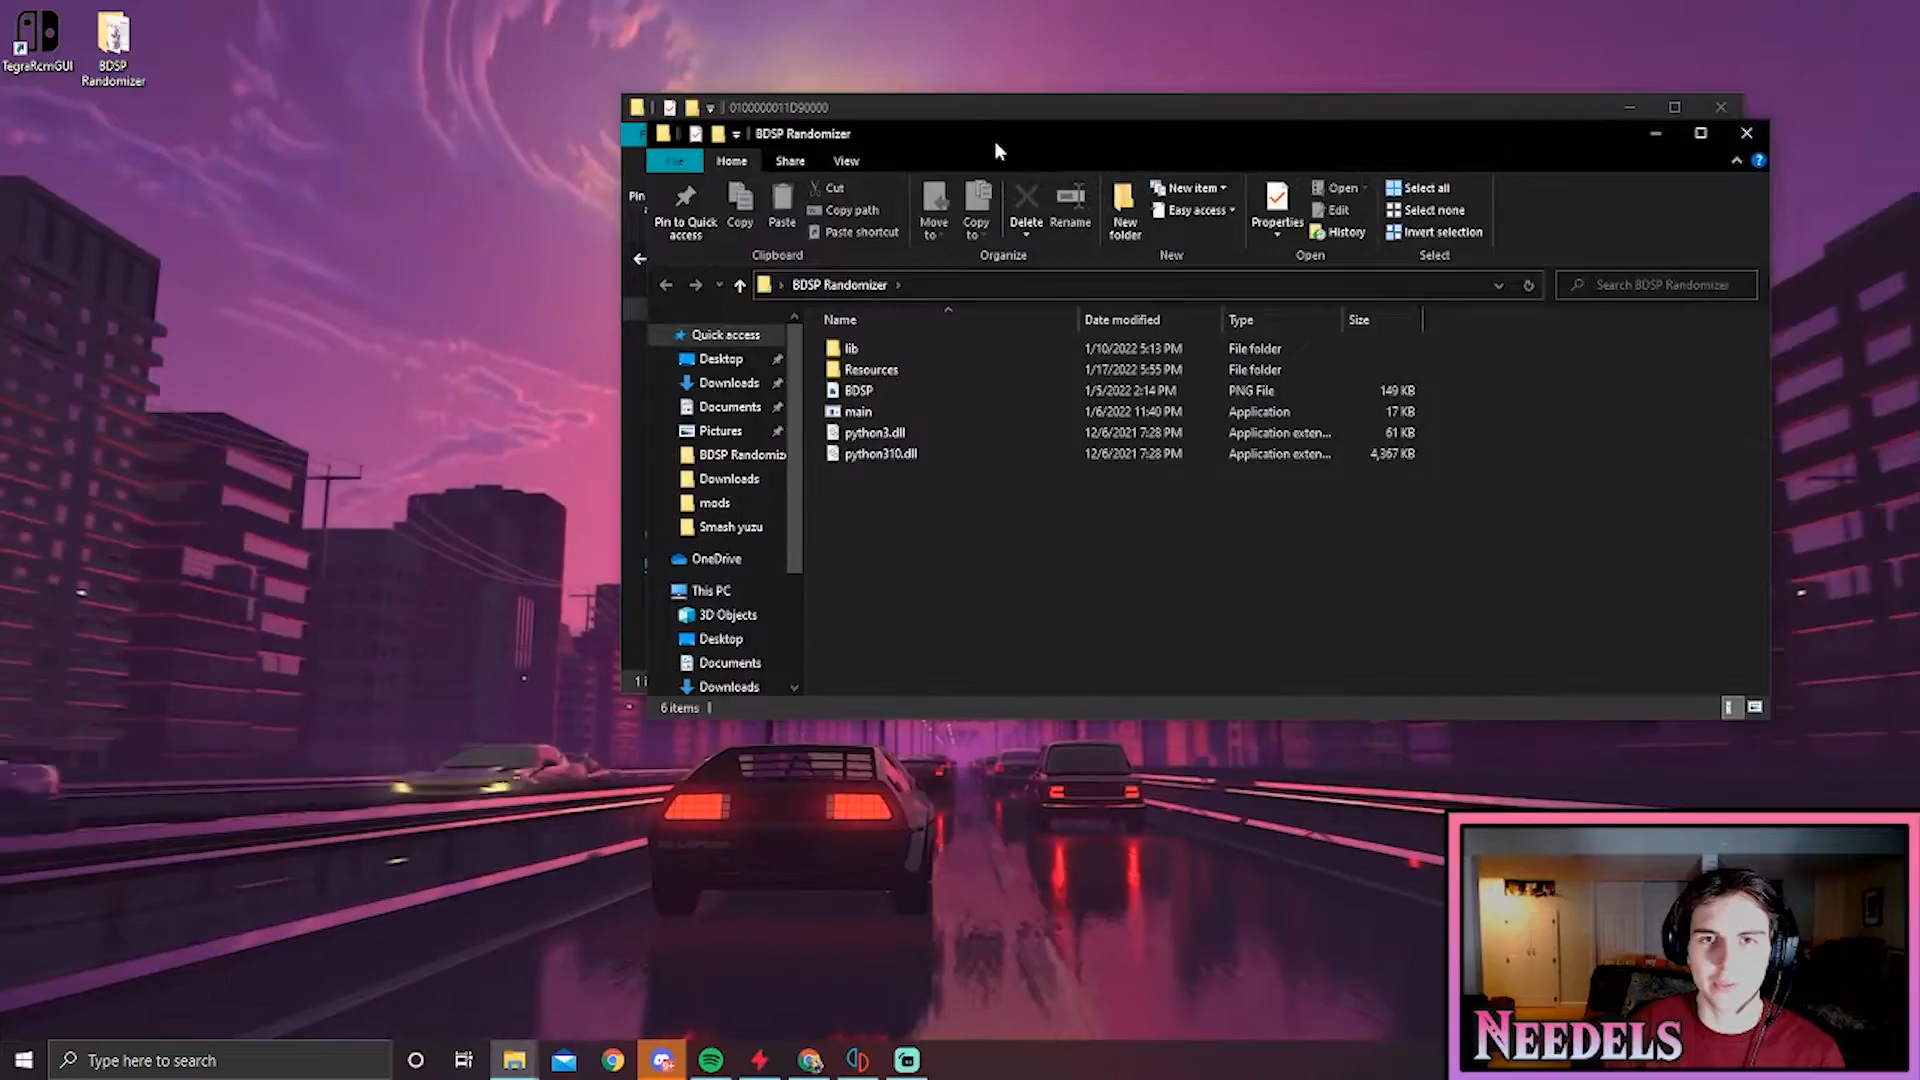 TegraRcmGUI
BDSP
Randomizer
0100000011D90000
BDSP Randomizer
Home
Share
View
Pin
Pin to Quick
access
Copy
Paste
Cut
Copy path
Paste shortcut
Move
to
Copy
to
Delete
Rename
New
folder
New item
Easy access
Properties
Open
Edit
History
Select all
Select none
Invert selection
Clipboard
Organize
New
Open
Select
BDSP Randomizer
Search BDSP Randomizer
Name
Date modified
Type
Size
lib
1/10/2022 5:13 PM
File folder
Resources
1/17/2022 5:55 PM
File folder
BDSP
1/5/2022 2:14 PM
PNG File
149 KB
main
1/6/2022 11:40 PM
Application
17 KB
python3.dll
12/6/2021 7:28 PM
Application exten...
61 KB
python310.dll
12/6/2021 7:28 PM
Application exten...
4,367 KB
Quick access
Desktop
Downloads
Documents
Pictures
BDSP Randomiz
Downloads
mods
Smash yuzu
OneDrive
This PC
3D Objects
Desktop
Documents
Downloads
6 items
NEEDELS
Type here to search